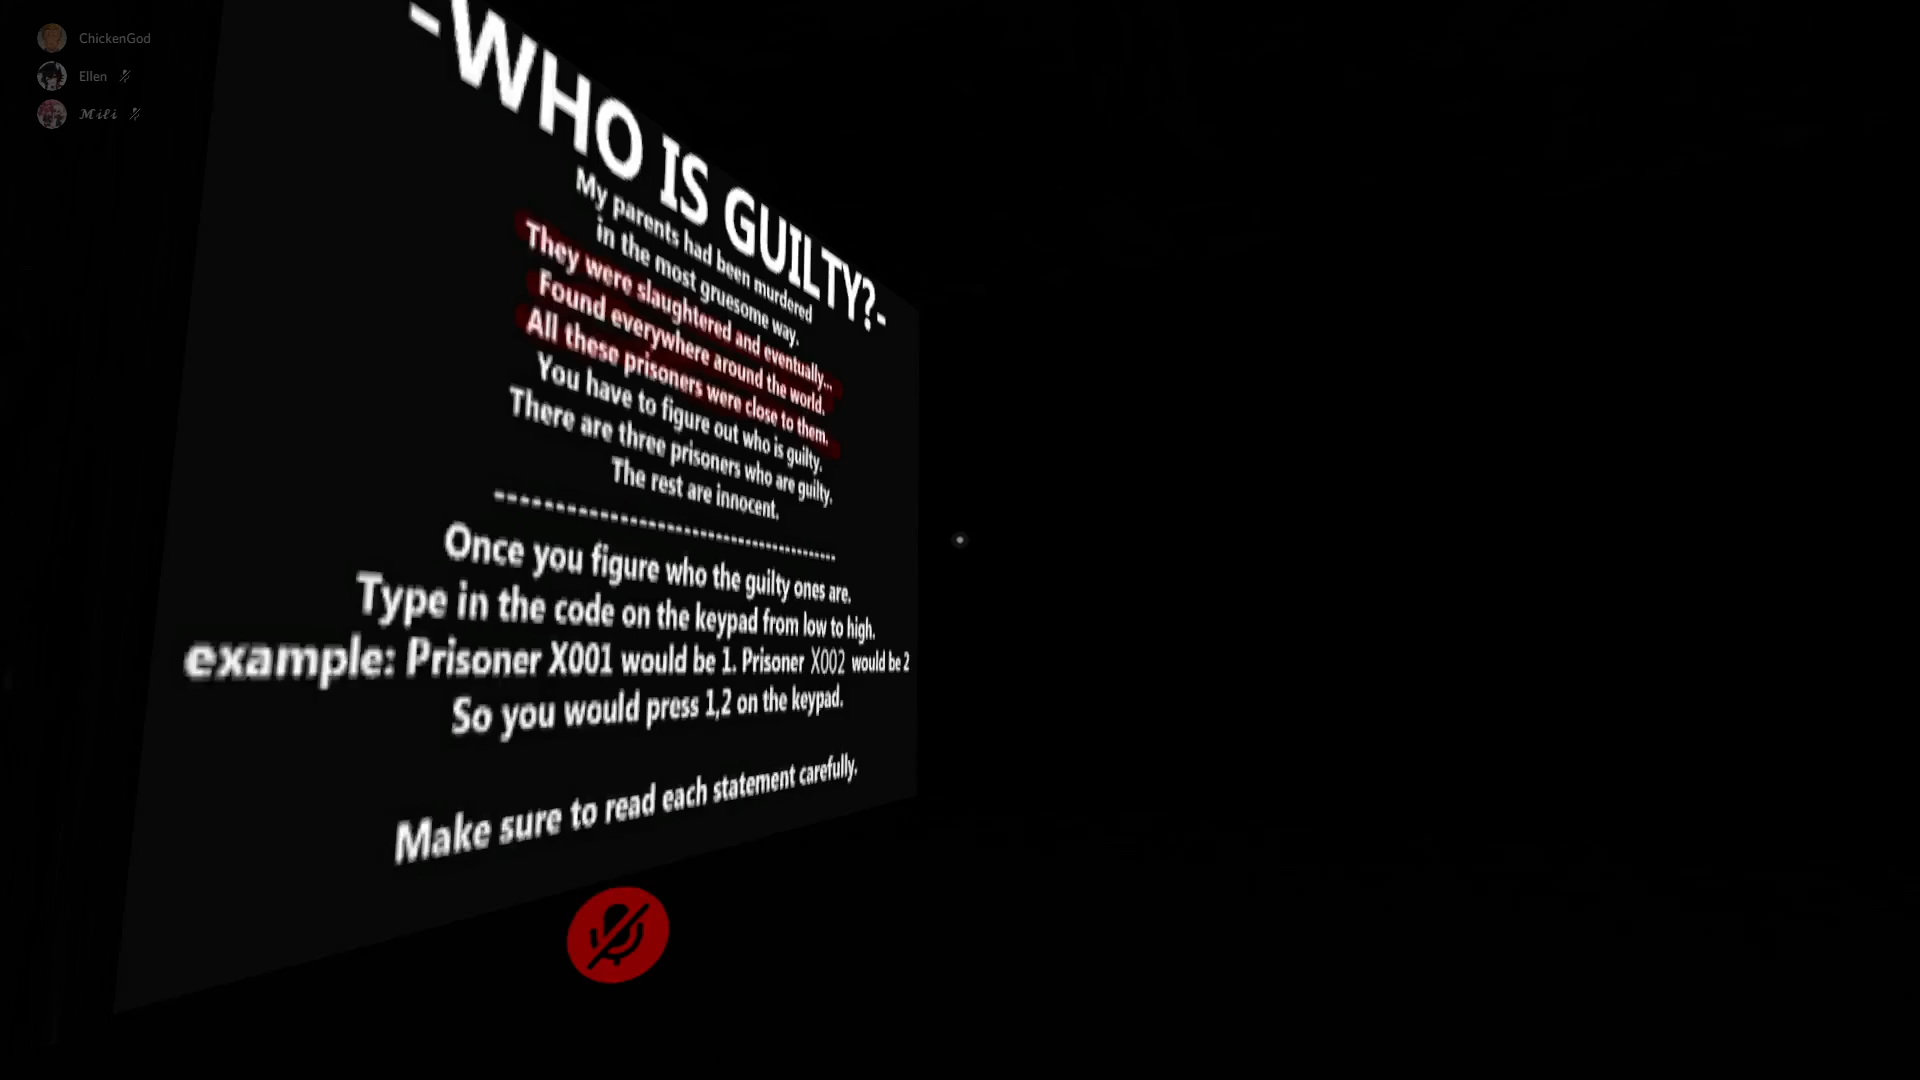 ChickenGod
Ellen
Mili
-WHO IS GUILTY?-
My parents had been murdered
in the most gruesome way.
They were slaughtered and eventually...
Found everywhere around the world.
All these prisoners were close to them.
You have to figure out who is guilty.
There are three prisoners who are guilty.
The rest are innocent.
----------------------------------------
Once you figure who the guilty ones are.
Type in the code on the keypad from low to high.
example: Prisoner X001 would be 1. Prisoner X002 would be 2
So you would press 1,2 on the keypad.
Make sure to read each statement carefully.